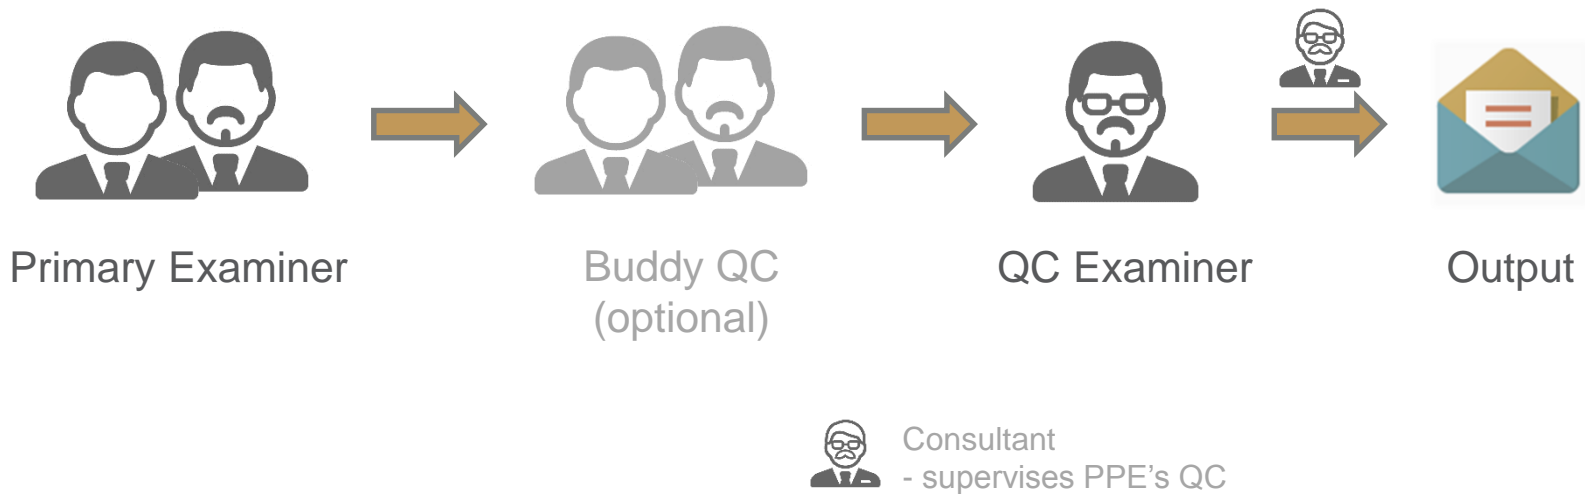 Primary Examiner
Buddy QC
(optional)
QC Examiner
Output
Consultant
- supervises PPE's QC